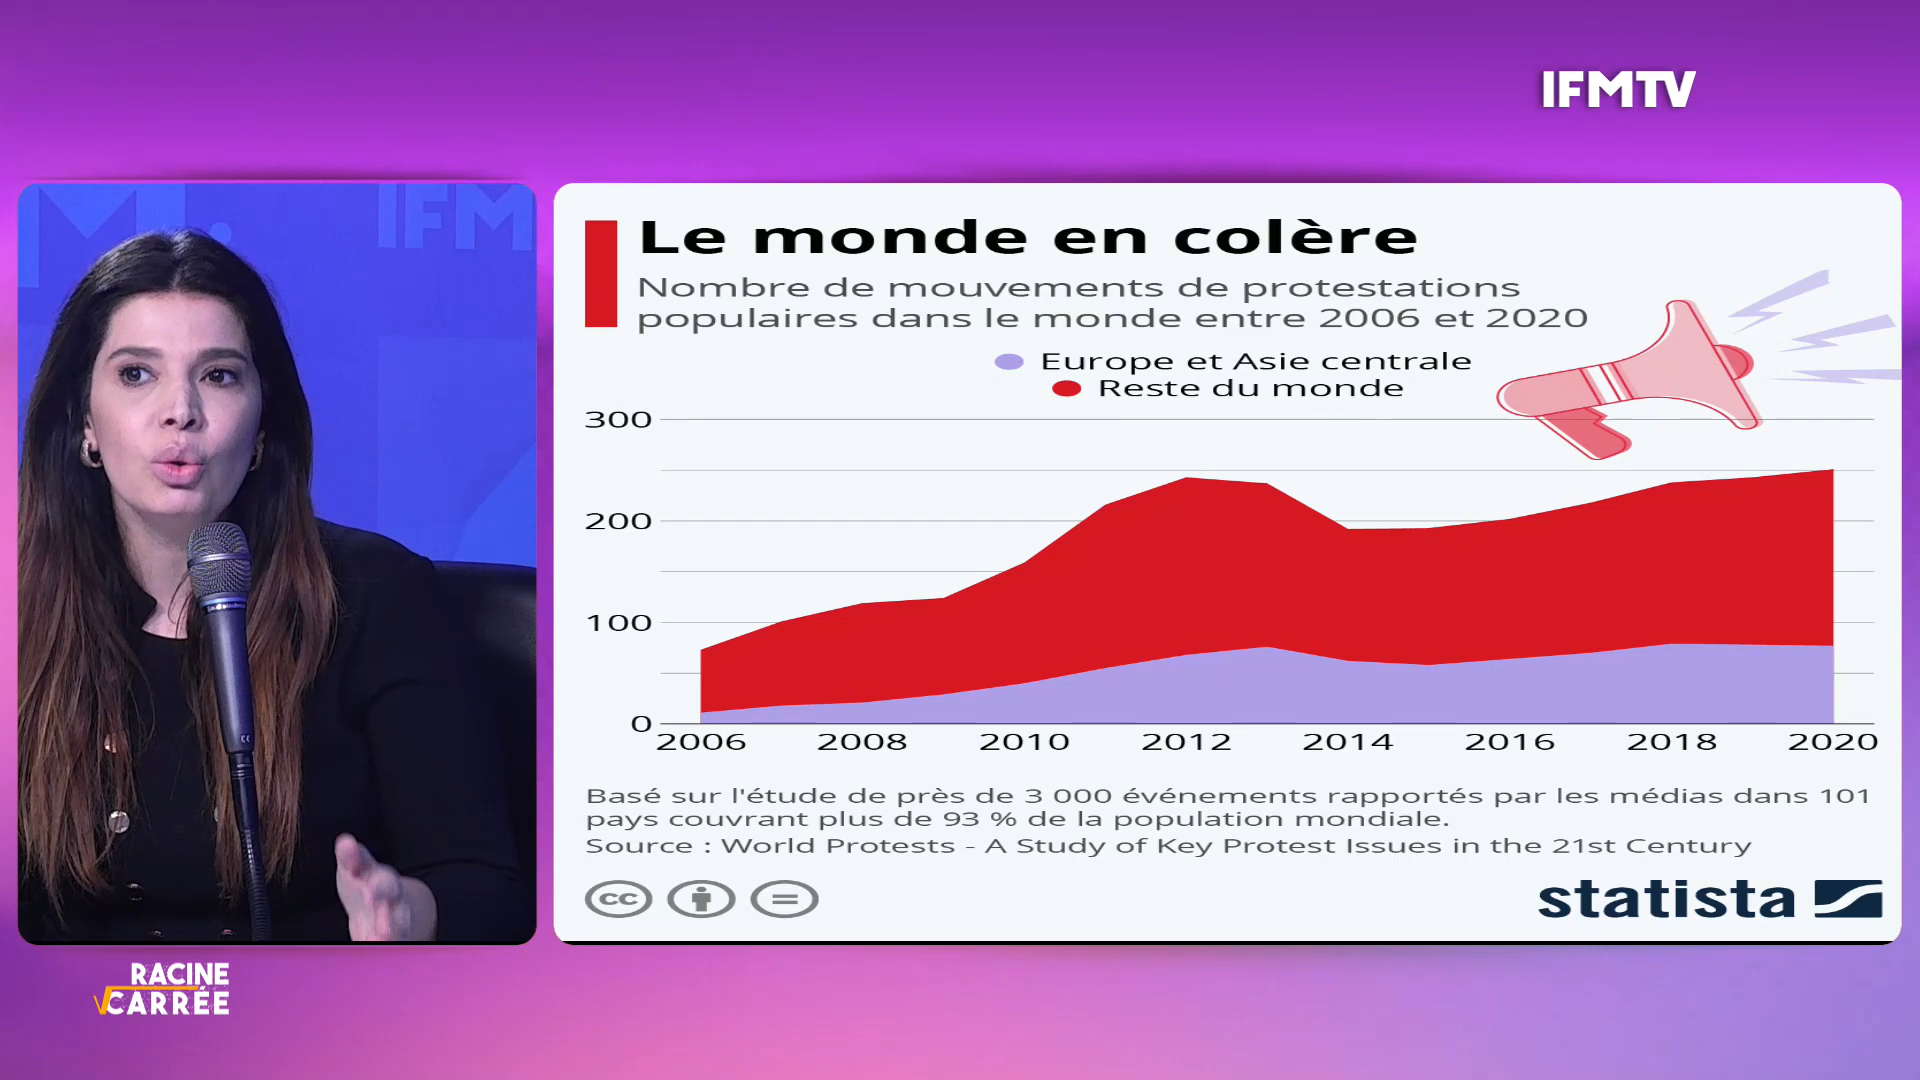 IFMTV
IFM
Le monde en colère
Nombre de mouvements de protestations
populaires dans le monde entre 2006 et 2020
Europe et Asie centrale
Reste du monde
300
200
100
0
2006 2008 2010 2012 2014 2016 2018 2020
Basé sur l'étude de près de 3 000 événements rapportés par les médias dans 101
pays couvrant plus de 93 % de la population mondiale.
Source : World Protests - A Study of Key Protest Issues in the 21st Century
cc
statista
RACINE
CARRÉE